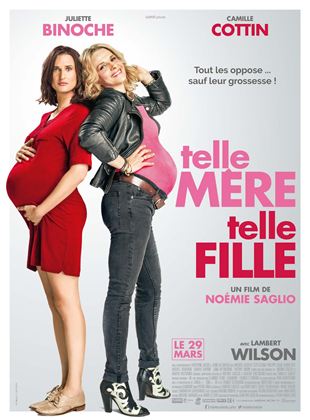 JULIETTE
BINOCHE
CAMILLE
COTTIN
Tout les oppose ...
sauf leur grossesse !
telle
MÈRE
telle
FILLE
UN FILM DE
NOÉMIE SAGLIO
LE 29
MARS
AVEC LAMBERT
WILSON